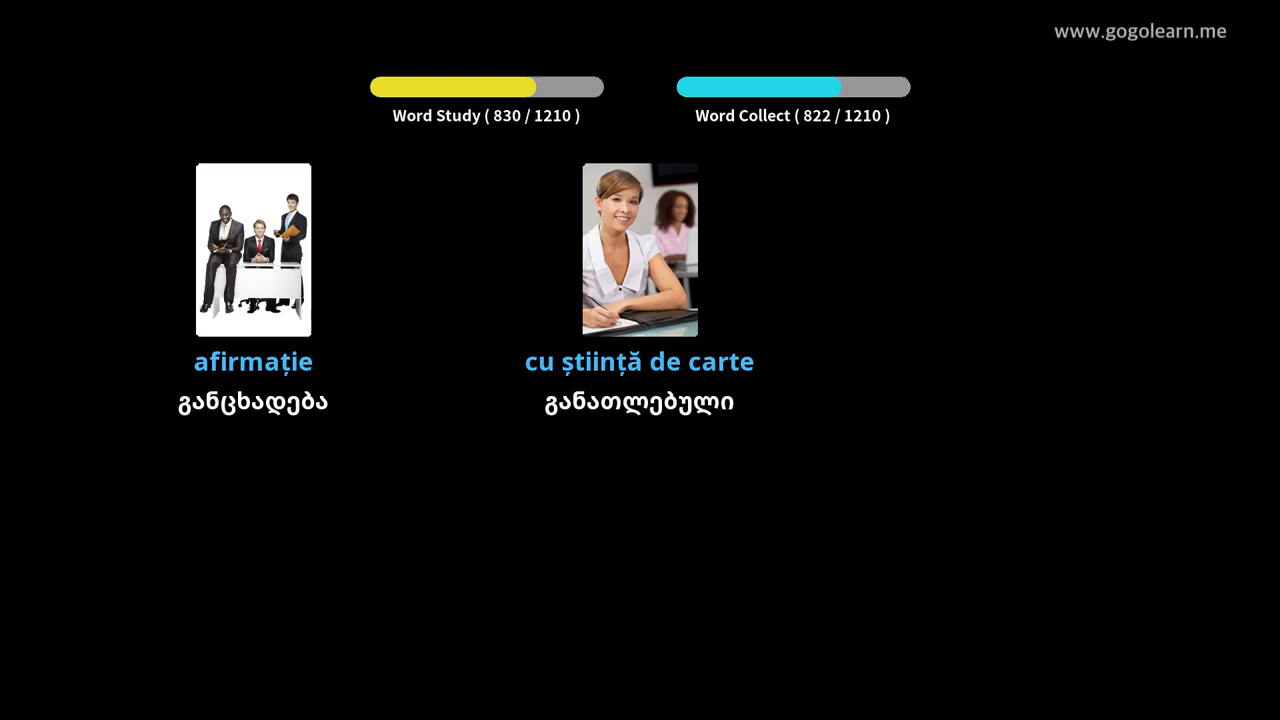 www.gogolearn.me
Word Study ( 830 / 1210 )
Word Collect ( 822 / 1210 )
afirmație
cu știință de carte
განცხადება
განათლებული